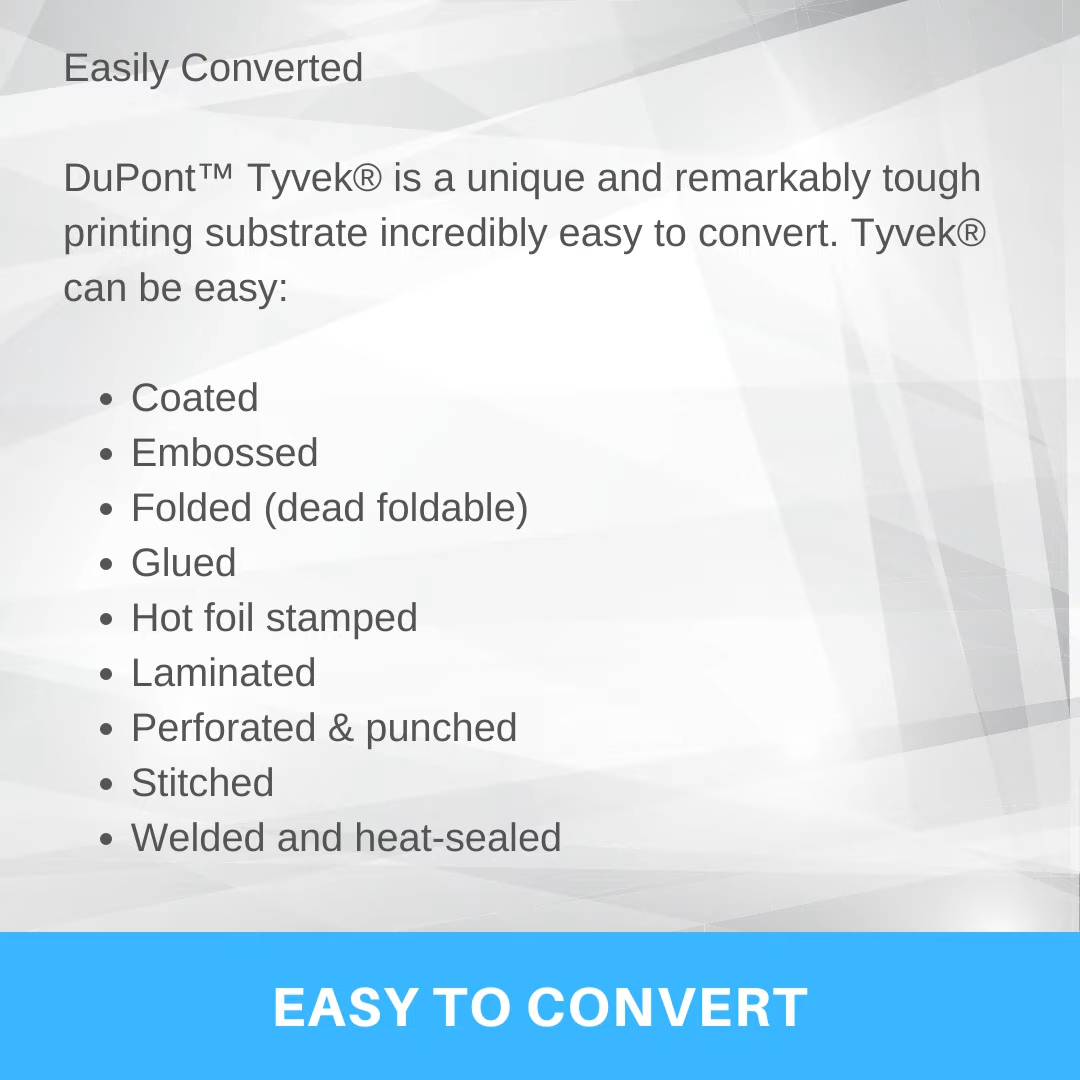 Easily Converted
DuPont™ Tyvek® is a unique and remarkably tough
printing substrate incredibly easy to convert. Tyvek®
can be easy:
• Coated
• Embossed
• Folded (dead foldable)
• Glued
• Hot foil stamped
• Laminated
• Perforated & punched
• Stitched
• Welded and heat-sealed
EASY TO CONVERT